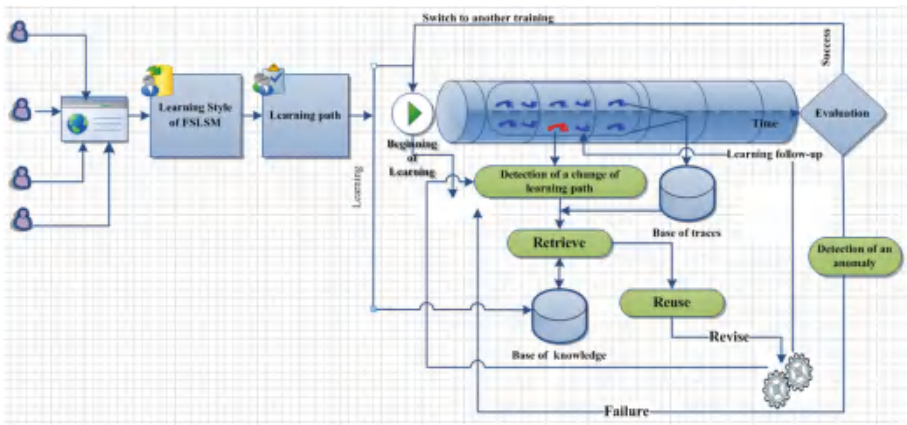 Switch to another training
Success
Learning Style
of FSLSM
Learning path
Time
Evaluation
Beginning
of
Learning
Learning
Learning follow-up
Detection of a change of
learning path
Base of traces
Retrieve
Detection of an
anomaly
Reuse
Revise
Base of knowledge
Failure